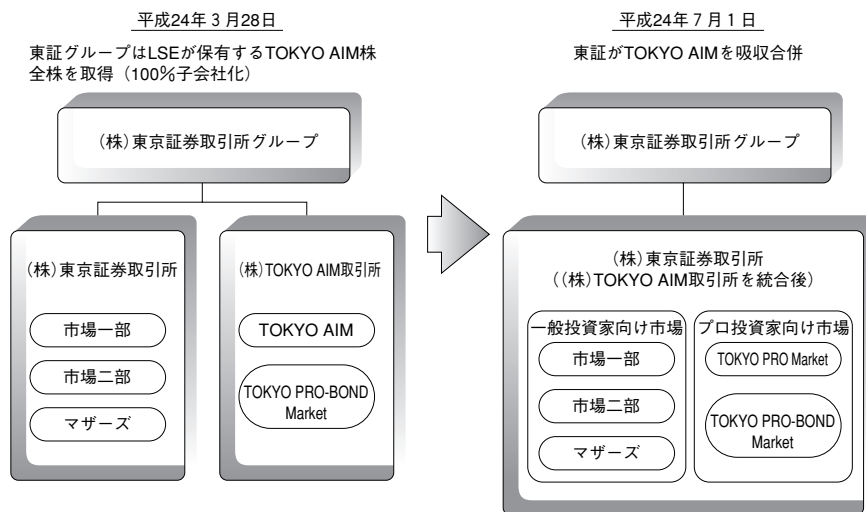 平成24年3月28日
東証グループはLSEが保有するTOKYO AIM株
全株を取得（100％子会社化）
（株）東京証券取引所グループ
（株）東京証券取引所
市場一部
市場二部
マザーズ
（株）TOKYO AIM取引所
TOKYO AIM
TOKYO PRO-BOND
Market
平成24年7月1日
東証がTOKYO AIMを吸収合併
（株）東京証券取引所グループ
（株）東京証券取引所
（（株）TOKYO AIM取引所を統合後）
一般投資家向け市場
市場一部
市場二部
マザーズ
プロ投資家向け市場
TOKYO PRO Market
TOKYO PRO-BOND
Market